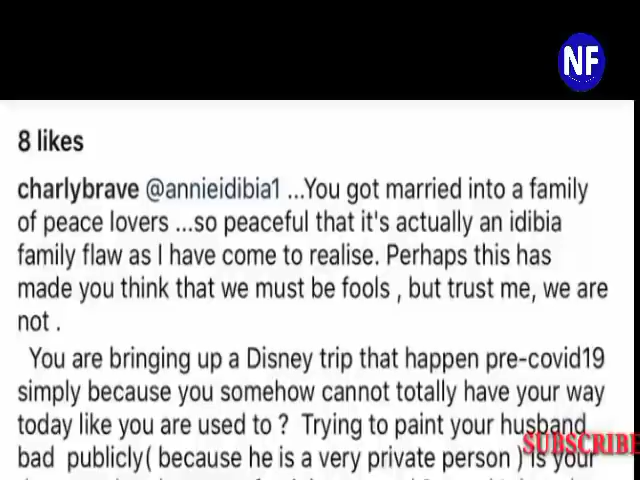 NF
8 likes
charlybrave @annieidibia1 ...You got married into a family
of peace lovers ...so peaceful that it's actually an idibia
family flaw as I have come to realise. Perhaps this has
made you think that we must be fools , but trust me, we are
not .
You are bringing up a Disney trip that happen pre-covid19
simply because you somehow cannot totally have your way
today like you are used to ? Trying to paint your husband
bad publicly( because he is a very private person ) is your
SUBSCRIBE